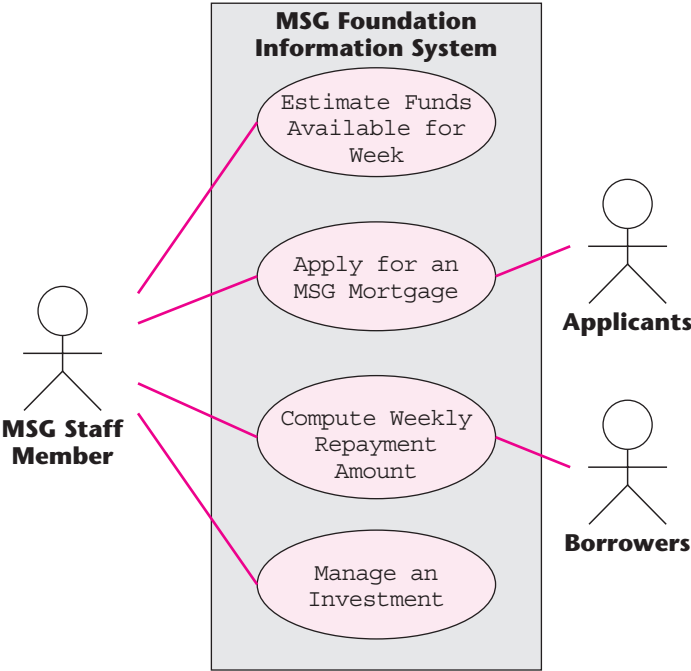 MSG Foundation
Information System
Estimate Funds
Available for
Week
Apply for an
MSG Mortgage
Applicants
MSG Staff
Member
Compute Weekly
Repayment
Amount
Borrowers
Manage an
Investment